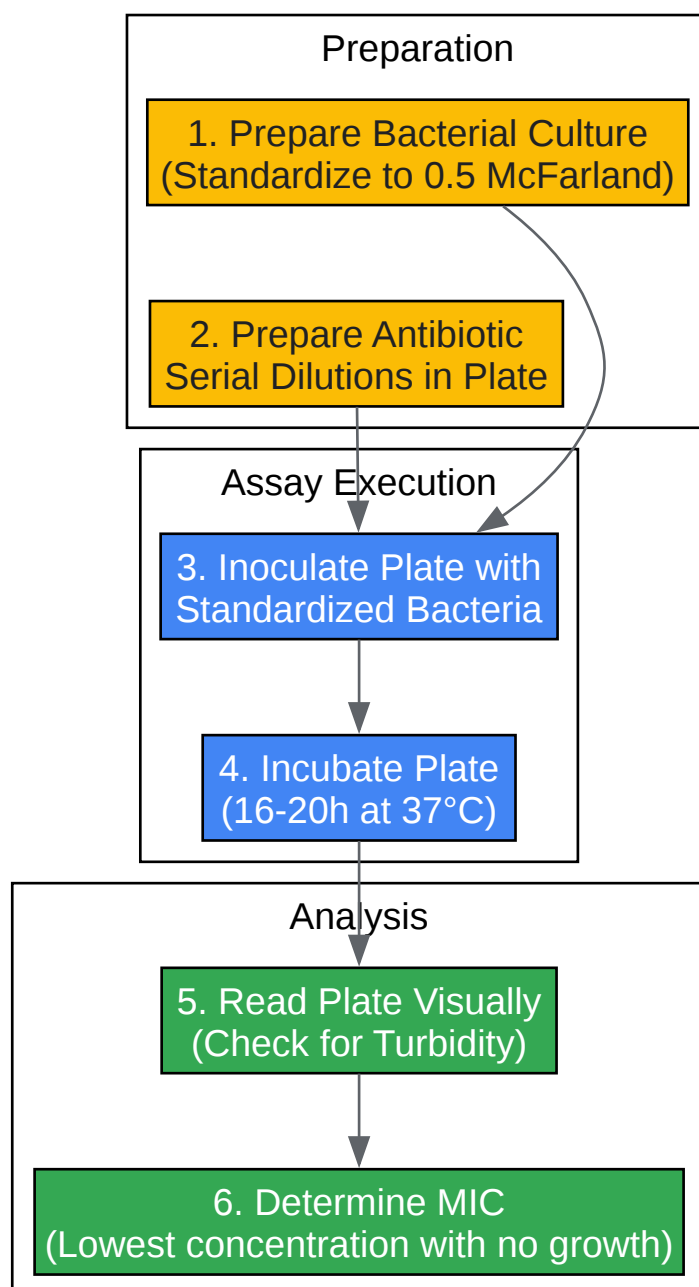 Preparation
1. Prepare Bacterial Culture
(Standardize to 0.5 McFarland)
2. Prepare Antibiotic
Serial Dilutions in Plate
Assay Execution
3. Inoculate Plate with
Standardized Bacteria
4. Incubate Plate
(16-20h at 37°C)
Analysis
5. Read Plate Visually
(Check for Turbidity)
6. Determine MIC
(Lowest concentration with no growth)